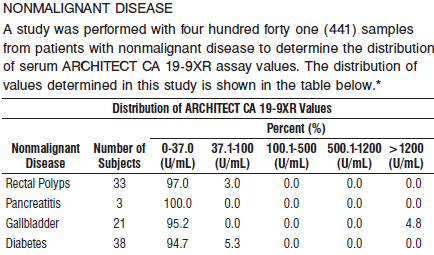 NONMALIGNANT DISEASE
A study was performed with four hundred forty one (441) samples
from patients with nonmalignant disease to determine the distribution
of serum ARCHITECT CA 19-9XR assay values. The distribution of
values determined in this study is shown in the table below.*
Distribution of ARCHITECT CA 19-9XR Values
Percent (%)
Nonmalignant Number of 0-37.0 37.1-100 100.1-500 500.1-1200 >1200
Disease Subjects (U/mL) (U/mL) (U/mL) (U/mL) (U/mL)
Rectal Polyps 33 97.0 3.0 0.0 0.0 0.0
Pancreatitis 3 100.0 0.0 0.0 0.0 0.0
Gallbladder 21 95.2 0.0 0.0 0.0 4.8
Diabetes 38 94.7 5.3 0.0 0.0 0.0